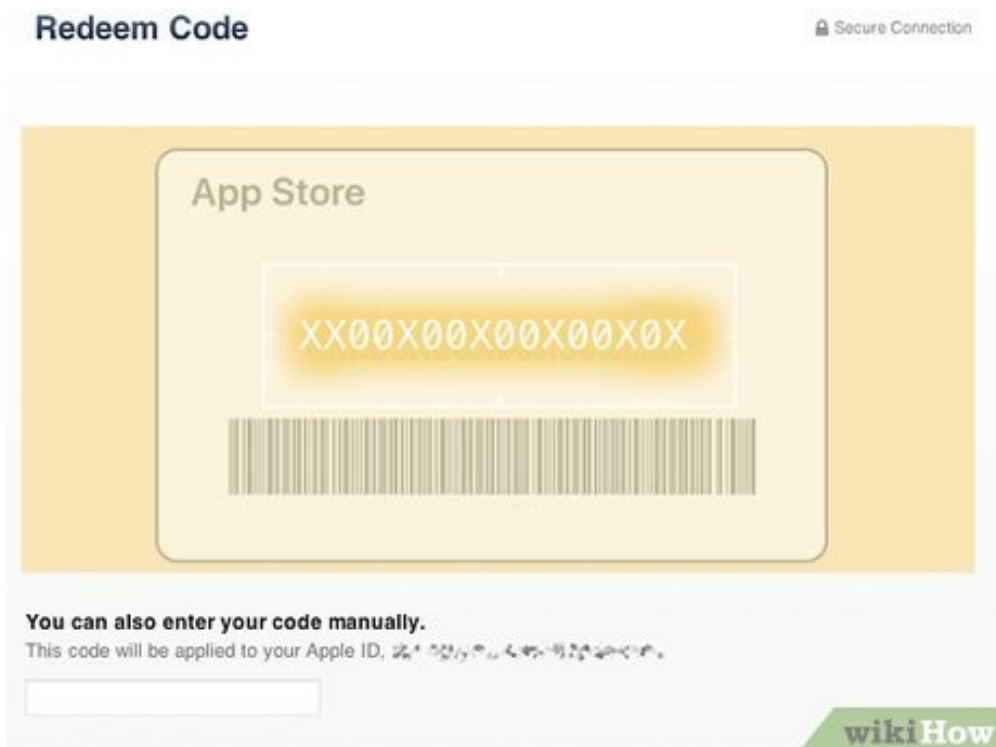 Redeem Code
Secure Connection
App Store
XX00X00X00X00X0X
You can also enter your code manually.
This code will be applied to your Apple ID,
wikiHow